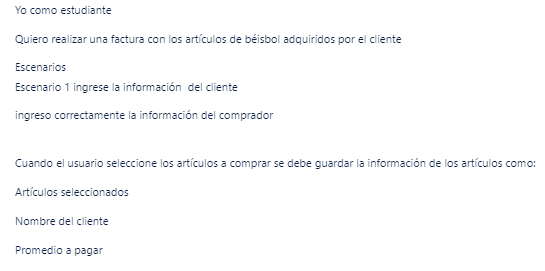 Yo como estudiante
Quiero realizar una factura con los artículos de béisbol adquiridos por el cliente
Escenarios
Escenario 1 ingrese la información del cliente
ingreso correctamente la información del comprador
Cuando el usuario seleccione los artículos a comprar se debe guardar la información de los artículos como:
Artículos seleccionados
Nombre del cliente
Promedio a pagar